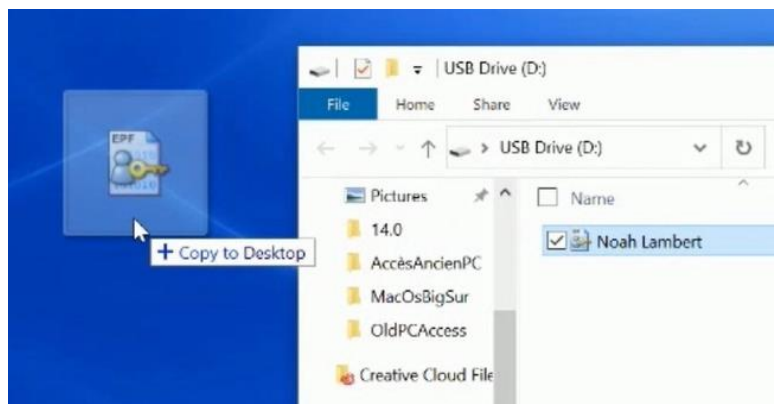 USB Drive (D:)
File Home Share View
USB Drive (D:)
EPF
Pictures
Name
14.0
Noah Lambert
+ Copy to Desktop
AccèsAncienPC
MacOsBigSur
OldPCAccess
Creative Cloud File